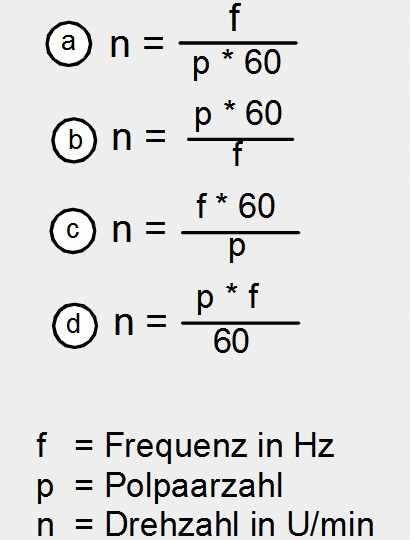 a n = f / p * 60
b n = p * 60 / f
c n = f * 60 / p
d n = p * f / 60
f = Frequenz in Hz
p = Polpaarzahl
n = Drehzahl in U/min